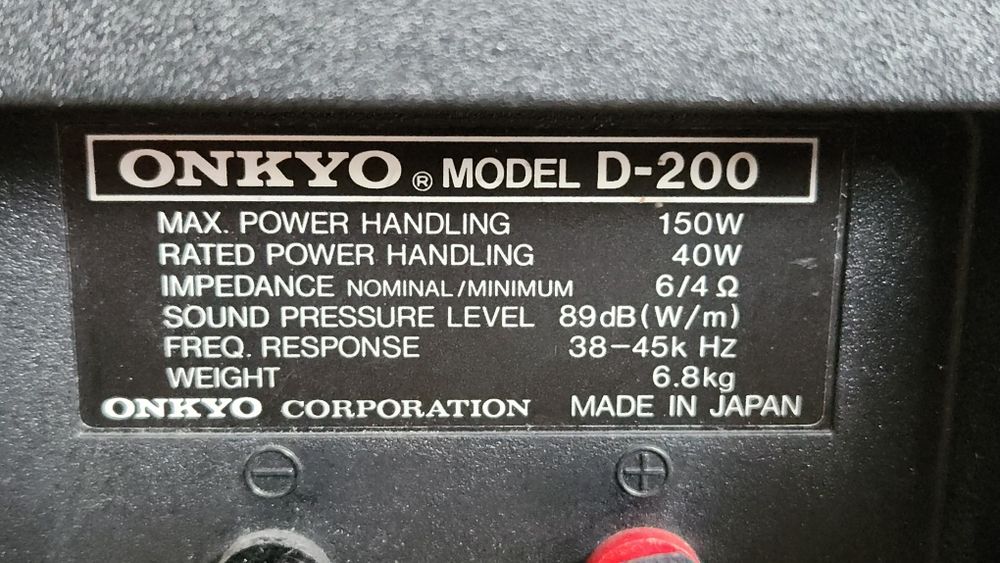 ONKYO ® MODEL D-200
MAX. POWER HANDLING 150W
RATED POWER HANDLING 40W
IMPEDANCE NOMINAL/MINIMUM 6/4 Ω
SOUND PRESSURE LEVEL 89dB(W/m)
FREQ. RESPONSE 38-45k Hz
WEIGHT 6.8kg
ONKYO CORPORATION MADE IN JAPAN
⊖ ⊕